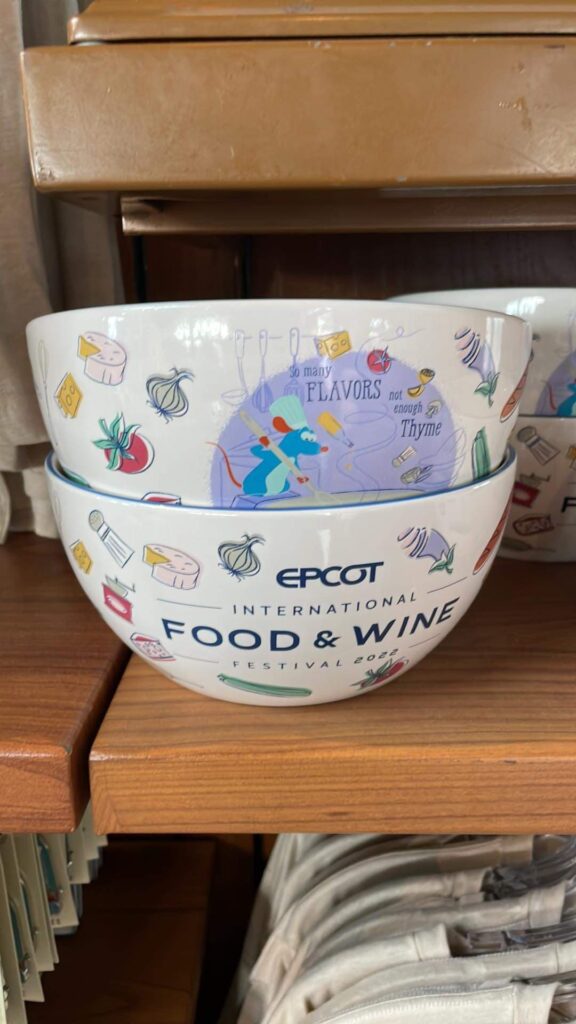 So many
FLAVORS not
enough
Thyme
EPCOT
INTERNATIONAL
FOOD & WINE
FESTIVAL 2022
F